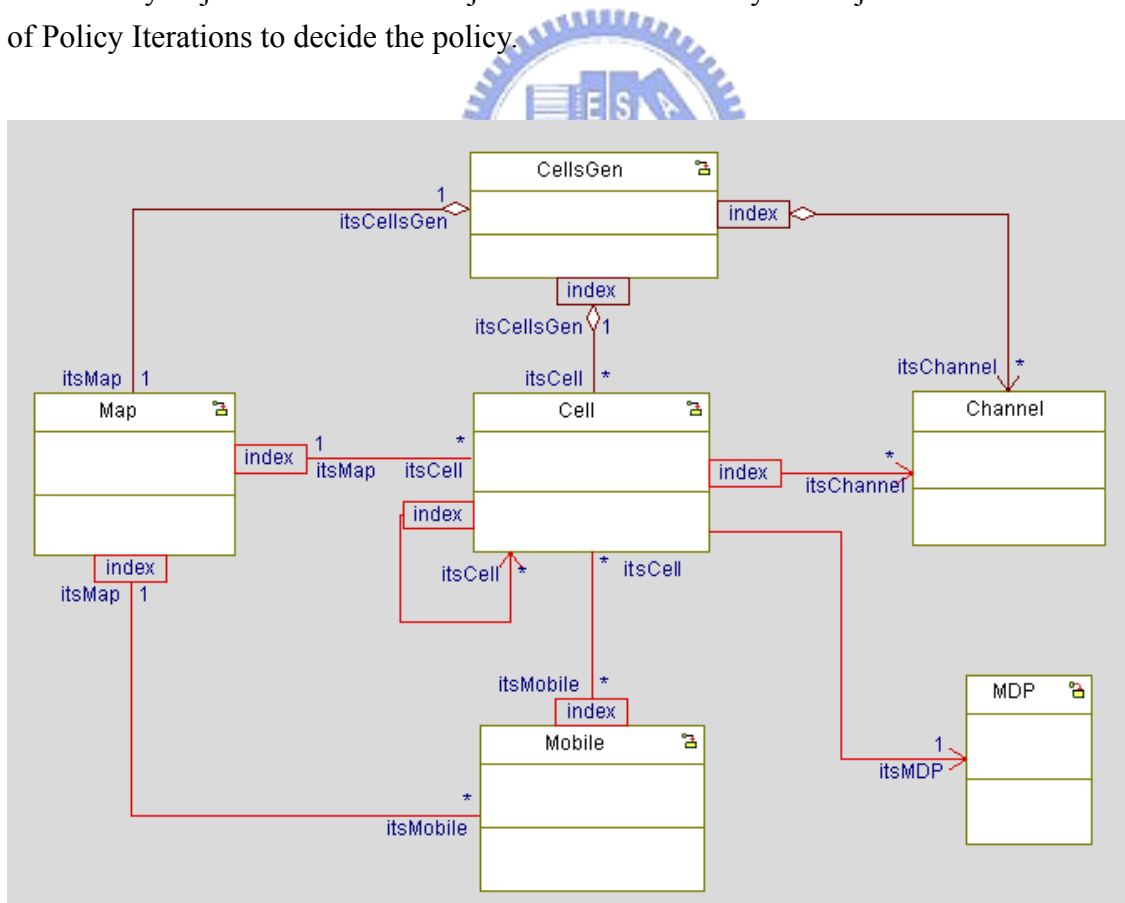 of Policy Iterations to decide the policy.
ESA
CellsGen
1
itsCellsGen
index
index
itsCellsGen 1
itsChannel *
itsMap 1
itsCell *
Map
Cell
Channel
index
1
itsMap
*
itsCell
index
*
itsChannel
index
itsCell *
index
itsMap 1
* itsCell
itsMobile *
index
Mobile
MDP
1
itsMDP
*
itsMobile